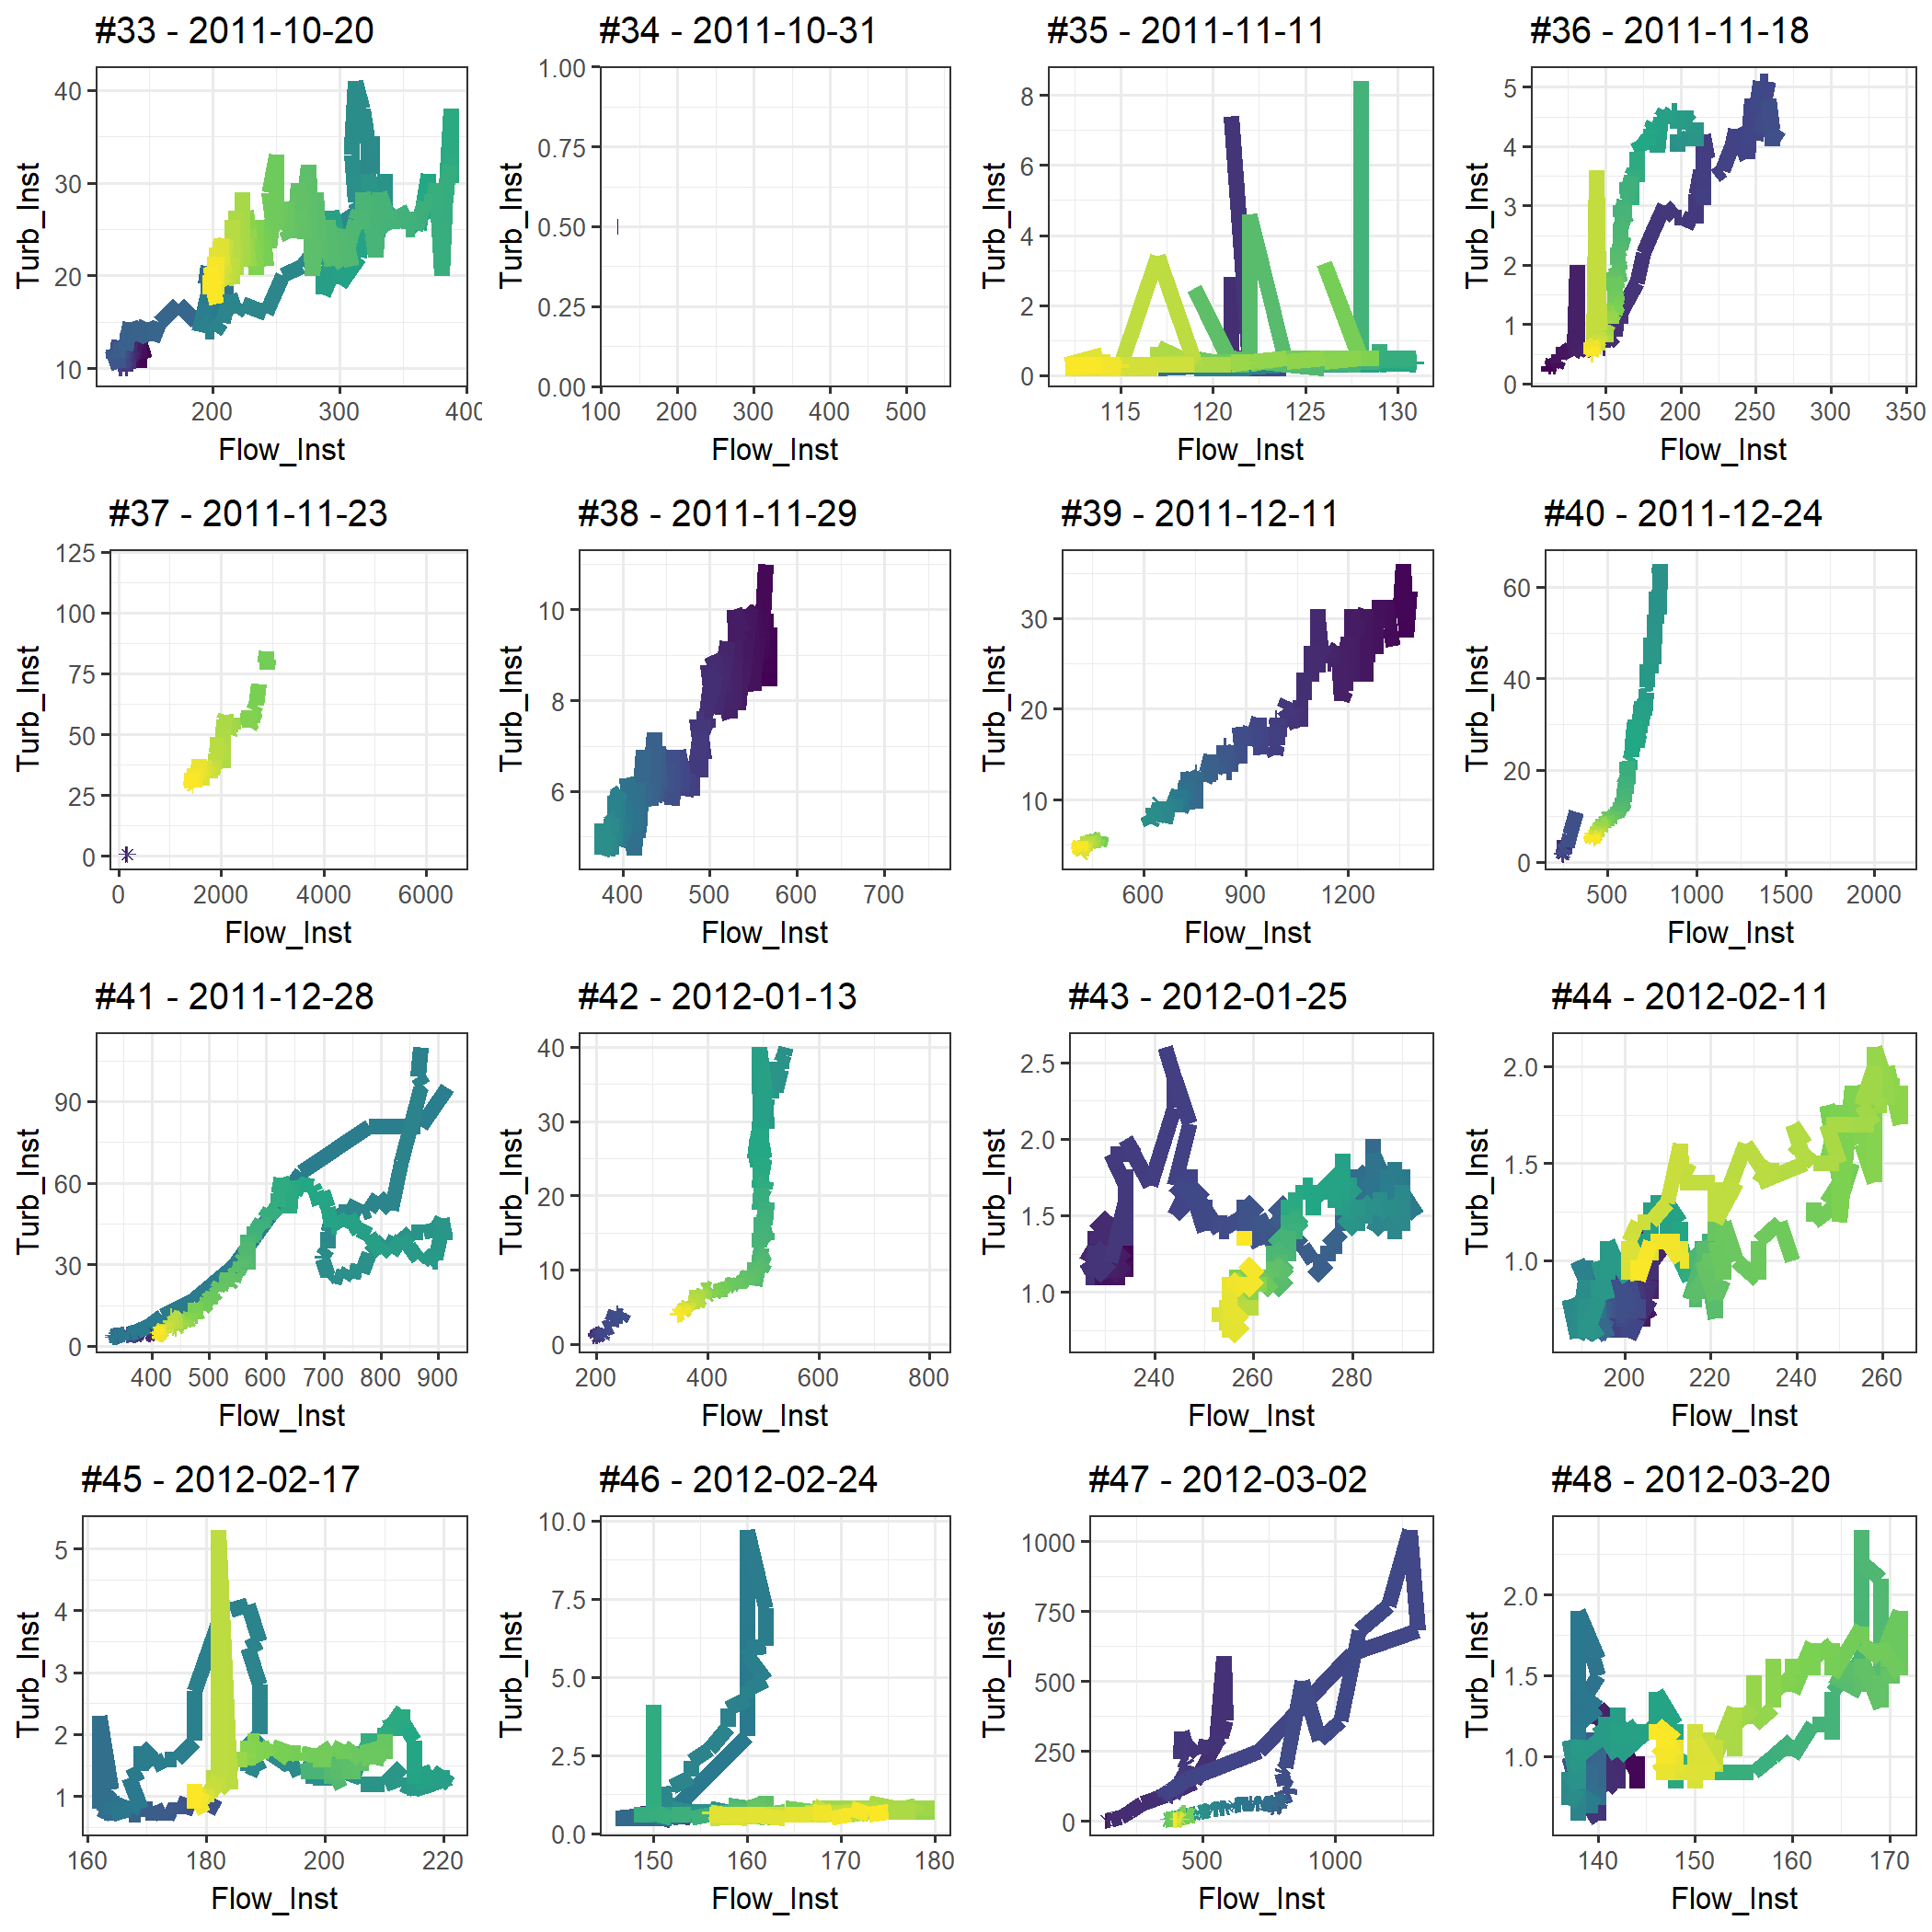 #33 - 2011-10-20
#34 - 2011-10-31
#35 - 2011-11-11
#36 - 2011-11-18
40
30
20
10
Turb_Inst
200
300
400
Flow_Inst
1.00
0.75
0.50
0.25
0.00
Turb_Inst
100
200
300
400
500
Flow_Inst
8
6
4
2
0
Turb_Inst
115
120
125
130
Flow_Inst
5
4
3
2
1
0
Turb_Inst
150
200
250
300
350
Flow_Inst
#37 - 2011-11-23
#38 - 2011-11-29
#39 - 2011-12-11
#40 - 2011-12-24
125
100
75
50
25
0
Turb_Inst
0
2000
4000
6000
Flow_Inst
10
8
6
Turb_Inst
400
500
600
700
Flow_Inst
30
20
10
Turb_Inst
600
900
1200
Flow_Inst
60
40
20
0
Turb_Inst
500
1000
1500
2000
Flow_Inst
#41 - 2011-12-28
#42 - 2012-01-13
#43 - 2012-01-25
#44 - 2012-02-11
90
60
30
0
Turb_Inst
400
500
600
700
800
900
Flow_Inst
40
30
20
10
0
Turb_Inst
200
400
600
800
Flow_Inst
2.5
2.0
1.5
1.0
Turb_Inst
240
260
280
Flow_Inst
2.0
1.5
1.0
Turb_Inst
200
220
240
260
Flow_Inst
#45 - 2012-02-17
#46 - 2012-02-24
#47 - 2012-03-02
#48 - 2012-03-20
5
4
3
2
1
Turb_Inst
160
180
200
220
Flow_Inst
10.0
7.5
5.0
2.5
0.0
Turb_Inst
150
160
170
180
Flow_Inst
1000
750
500
250
0
Turb_Inst
500
1000
Flow_Inst
2.0
1.5
1.0
Turb_Inst
140
150
160
170
Flow_Inst